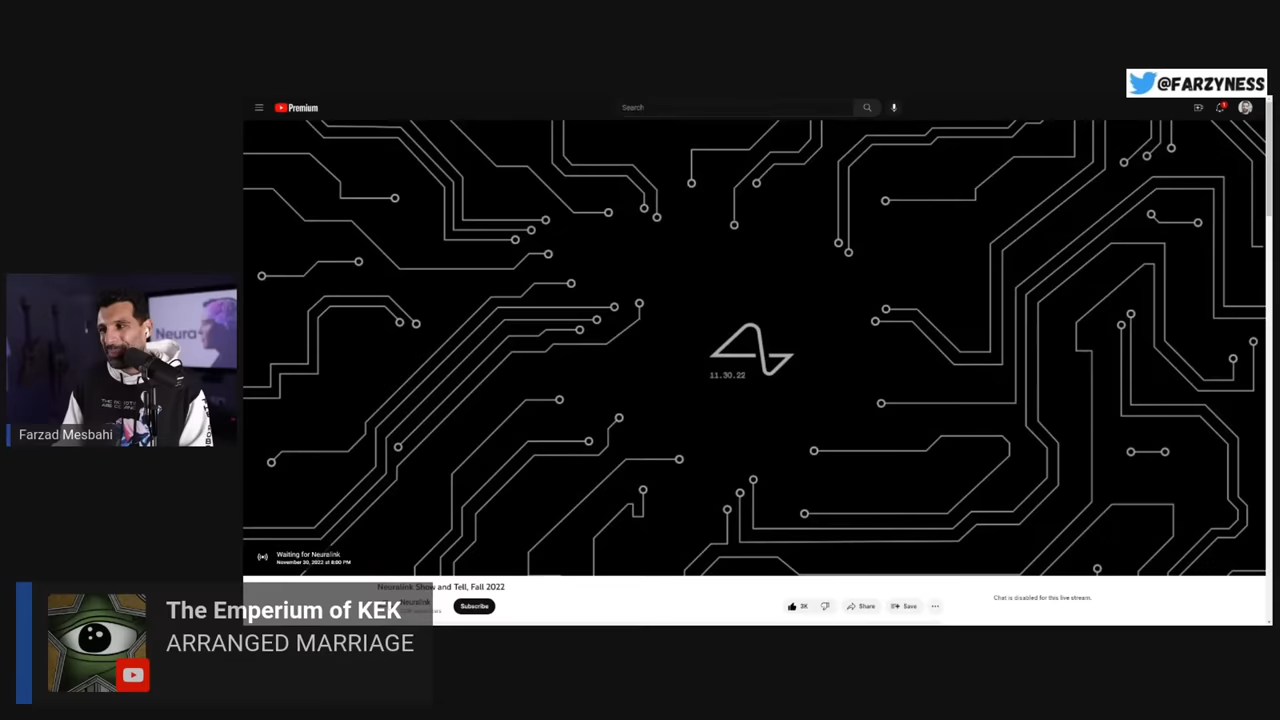 @FARZYNESS
Premium
Search
Neura
Farzad Mesbahi
11.30.22
Waiting for Neuralink
November 30, 2022 at 8:00 PM
Neuralink Show and Tell, Fall 2022
Neuralink
Subscribe
3K
Share
Save
Chat is disabled for this live stream.
The Emperium of KEK
ARRANGED MARRIAGE